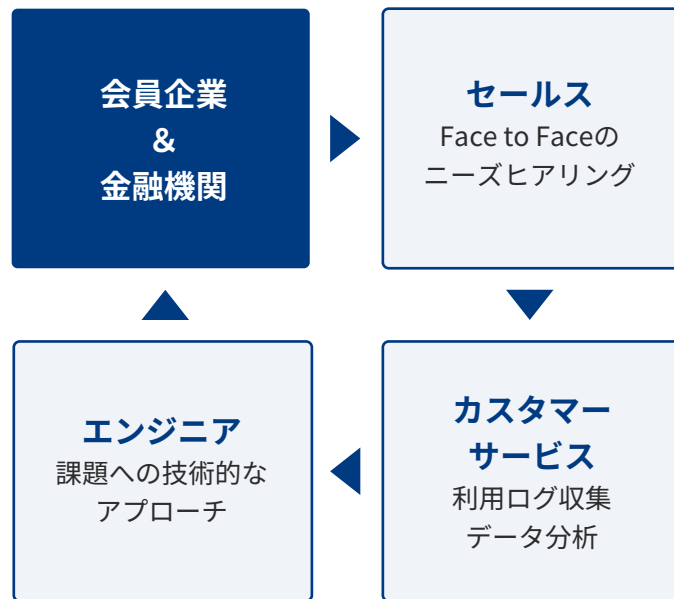 会員企業
&
金融機関
セールス
Face to Faceの
ニーズヒアリング
エンジニア
課題への技術的な
アプローチ
カスタマー
サービス
利用ログ収集
データ分析